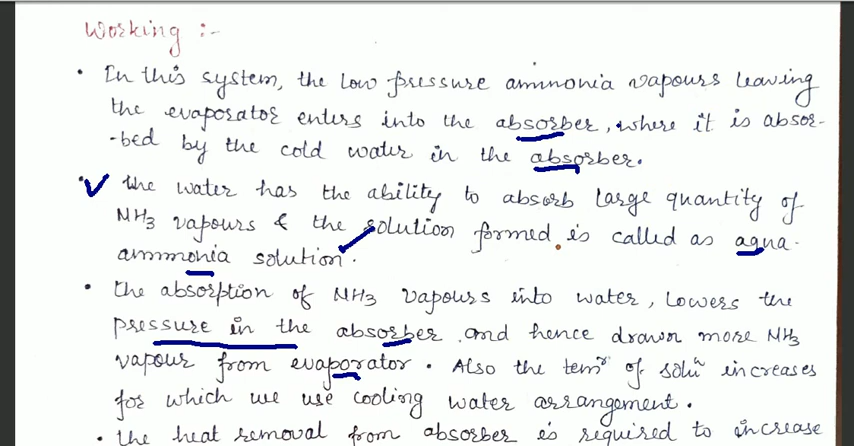 Working :-
• In this system, the low pressure ammonia vapours leaving
the evaporator enters into the absorber, where it is absor-
-bed by the cold water in the absorber.
• The water has the ability to absorb large quantity of
NH3 vapours & the solution formed is called as aqua-
ammonia solution.
• The absorption of NH3 vapours into water, lowers the
pressure in the absorber and hence drawn more NH3
vapour from evaporator. Also the temr of solun increases
for which we use cooling water arrangement.
• The heat removal from absorber is required to increase